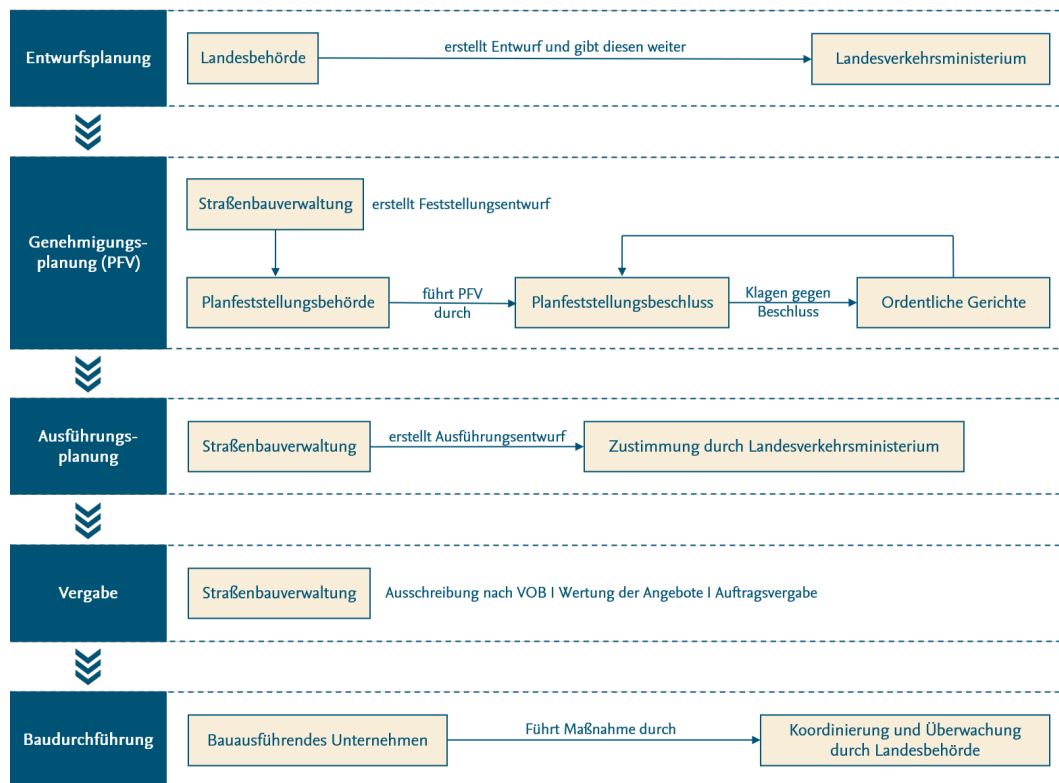 Entwurfsplanung
Landesbehörde
erstellt Entwurf und gibt diesen weiter
Landesverkehrsministerium
Genehmigungs-
planung (PFV)
Straßenbauverwaltung
erstellt Feststellungsentwurf
Planfeststellungsbehörde
führt PFV
durch
Planfeststellungsbeschluss
Klagen gegen
Beschluss
Ordentliche Gerichte
Ausführungs-
planung
Straßenbauverwaltung
erstellt Ausführungsentwurf
Zustimmung durch Landesverkehrsministerium
Vergabe
Straßenbauverwaltung
Ausschreibung nach VOB I Wertung der Angebote I Auftragsvergabe
Baudurchführung
Bauausführendes Unternehmen
Führt Maßnahme durch
Koordinierung und Überwachung
durch Landesbehörde